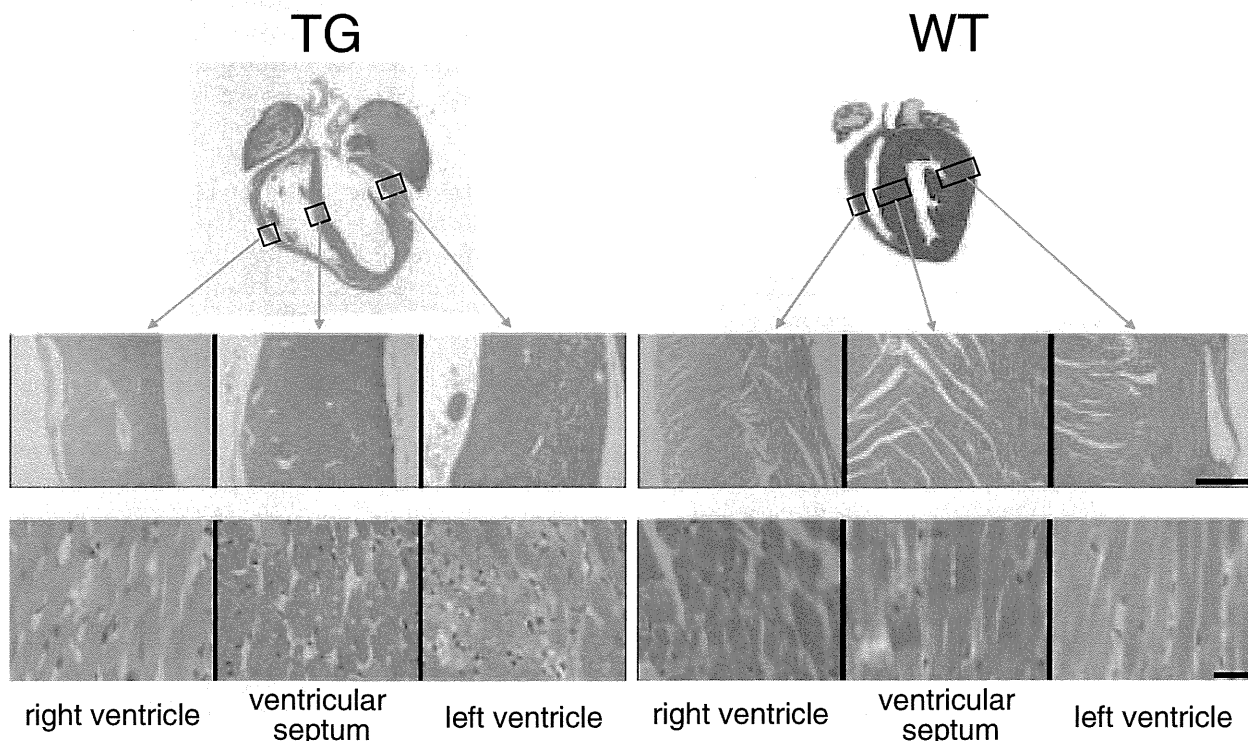 TG
WT
right ventricle
ventricular
septum
left ventricle
right ventricle
ventricular
septum
left ventricle